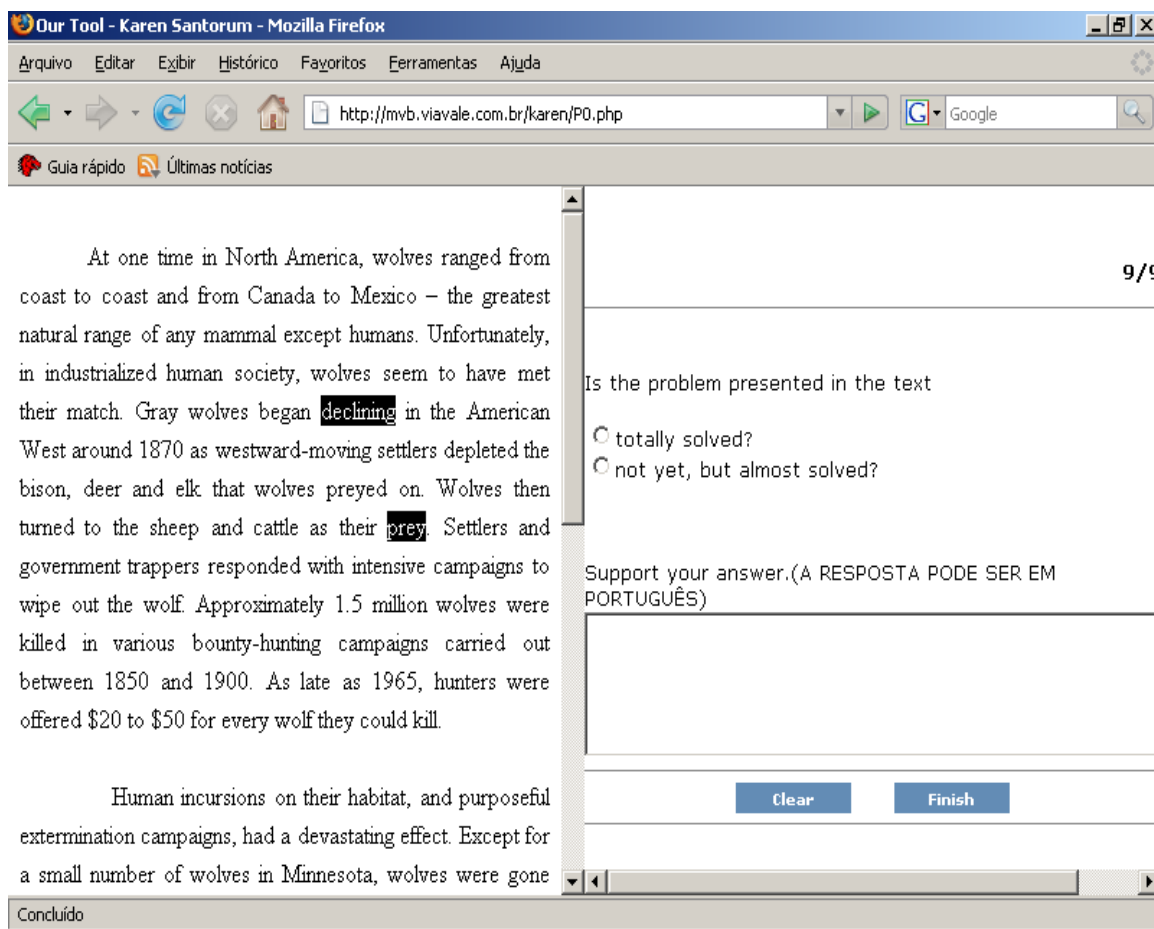 Our Tool - Karen Santorum - Mozilla Firefox
Arquivo Editar Exibir Histórico Favoritos Ferramentas Ajuda
http://mvb.viavale.com.br/karen/P0.php
G Google
Guia rápido Últimas notícias
At one time in North America, wolves ranged from
coast to coast and from Canada to Mexico – the greatest
natural range of any mammal except humans. Unfortunately,
in industrialized human society, wolves seem to have met
their match. Gray wolves began declining in the American
West around 1870 as westward-moving settlers depleted the
bison, deer and elk that wolves preyed on. Wolves then
turned to the sheep and cattle as their prey. Settlers and
government trappers responded with intensive campaigns to
wipe out the wolf. Approximately 1.5 million wolves were
killed in various bounty-hunting campaigns carried out
between 1850 and 1900. As late as 1965, hunters were
offered $20 to $50 for every wolf they could kill.
Human incursions on their habitat, and purposeful
extermination campaigns, had a devastating effect. Except for
a small number of wolves in Minnesota, wolves were gone
9/9
Is the problem presented in the text
totally solved?
not yet, but almost solved?
Support your answer.(A RESPOSTA PODE SER EM
PORTUGUÊS)
Clear Finish
Concluído